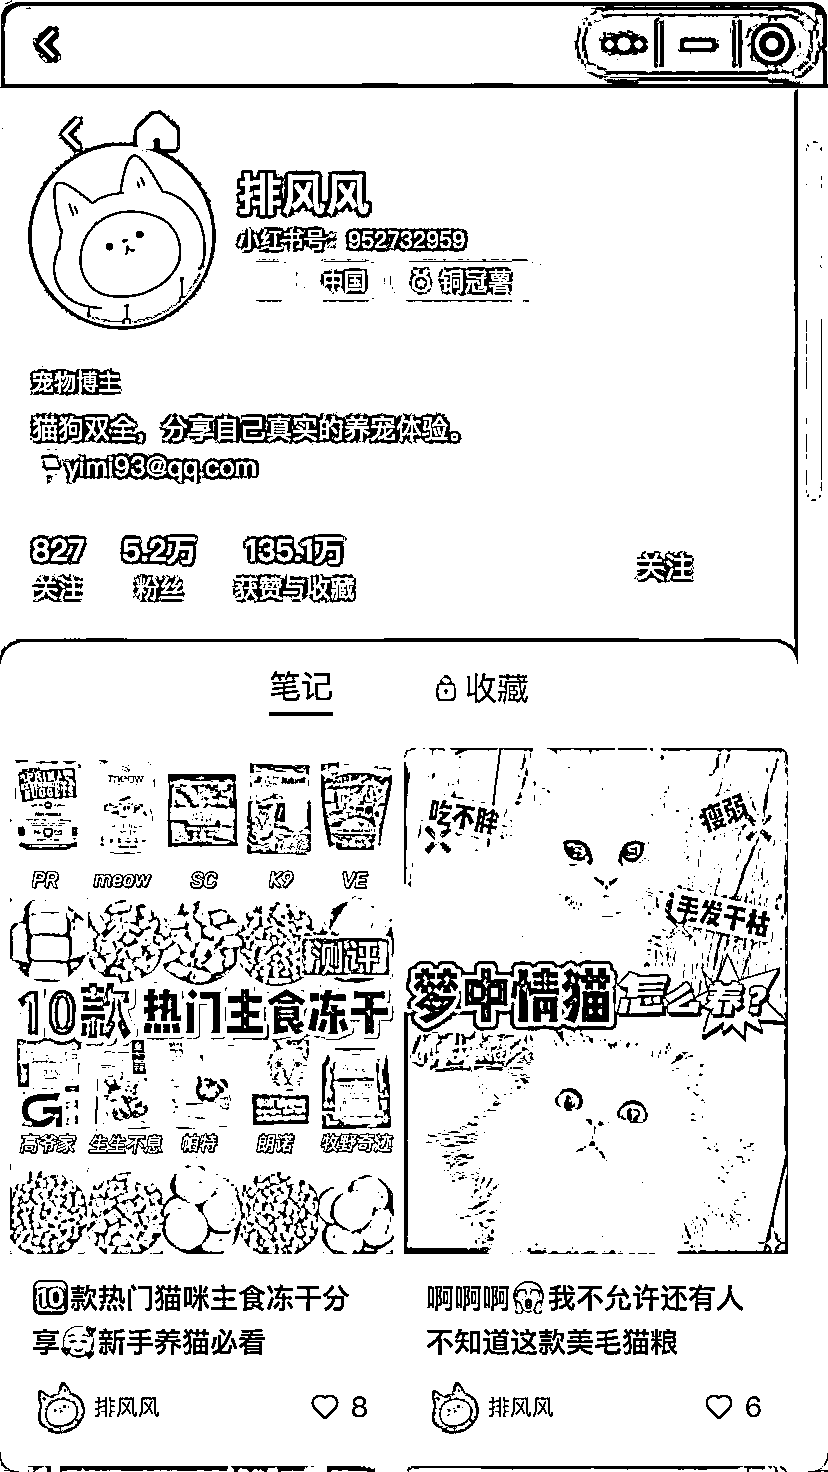 排风风
小红书号：952732959
中国
铜冠薯
宠物博主
猫狗双全，分享自己真实的养宠体验。
yimi93@qq.com
827 5.2万 135.1万
关注 粉丝 获赞与收藏
关注
笔记 收藏
meow
PR meow SC K9 VE
测评
10款热门主食冻干
高爷家 生生不息 帕特 朗诺 牧野奇迹
吃不胖
瘦弱
毛发干枯
梦中情猫怎么养?
10款热门猫咪主食冻干分
享🥰新手养猫必看
排风风 8
啊啊啊😱我不允许还有人
不知道这款美毛猫粮
排风风 6